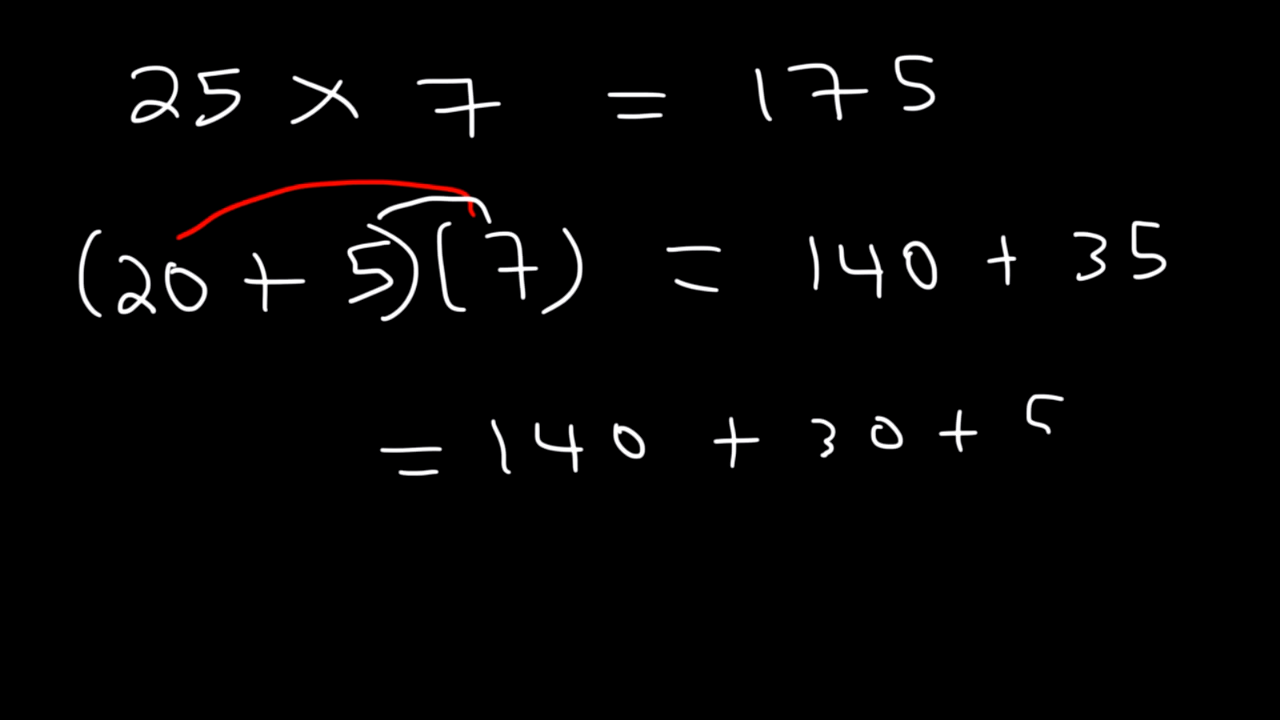 25 × 7 = 175
(20 + 5)(7) = 140 + 35
= 140 + 30 + 5